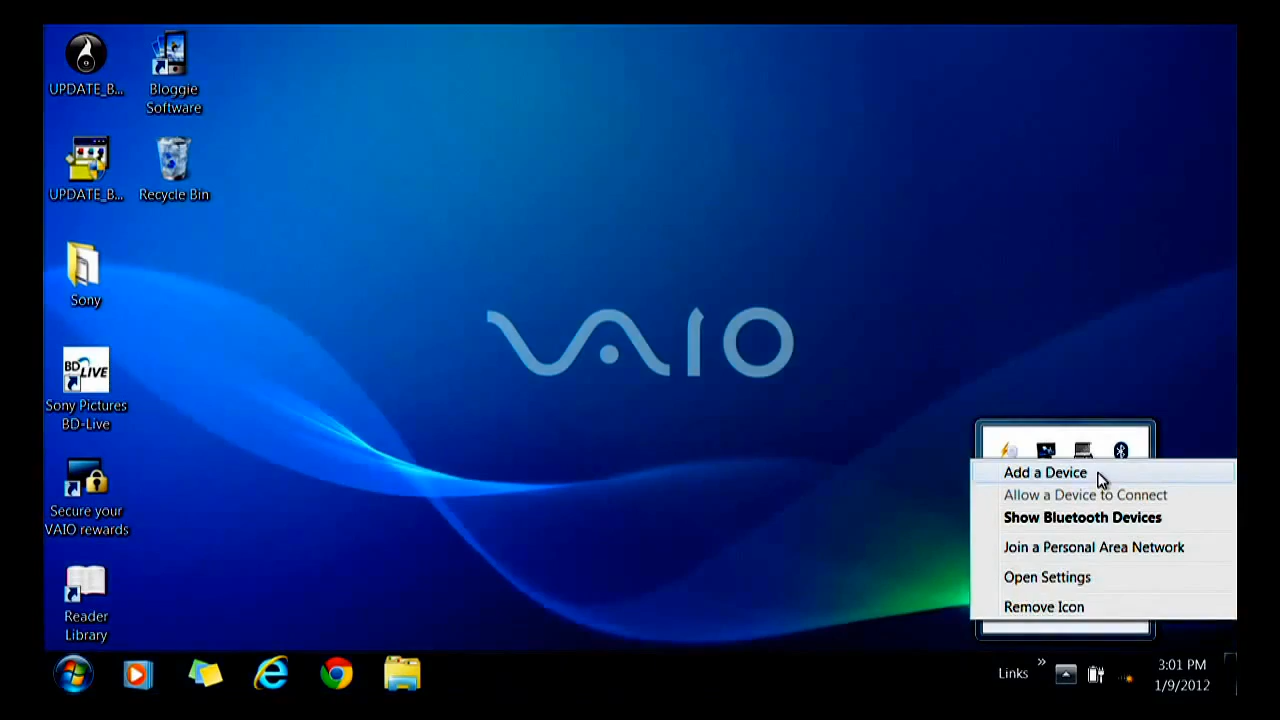 UPDATE_B...
Bloggie
Software
UPDATE_B...
Recycle Bin
Sony
BD LIVE
Sony Pictures
BD-Live
Secure your
VAIO rewards
Reader
Library
VAIO
Add a Device
Allow a Device to Connect
Show Bluetooth Devices
Join a Personal Area Network
Open Settings
Remove Icon
Links
»
3:01 PM
1/9/2012